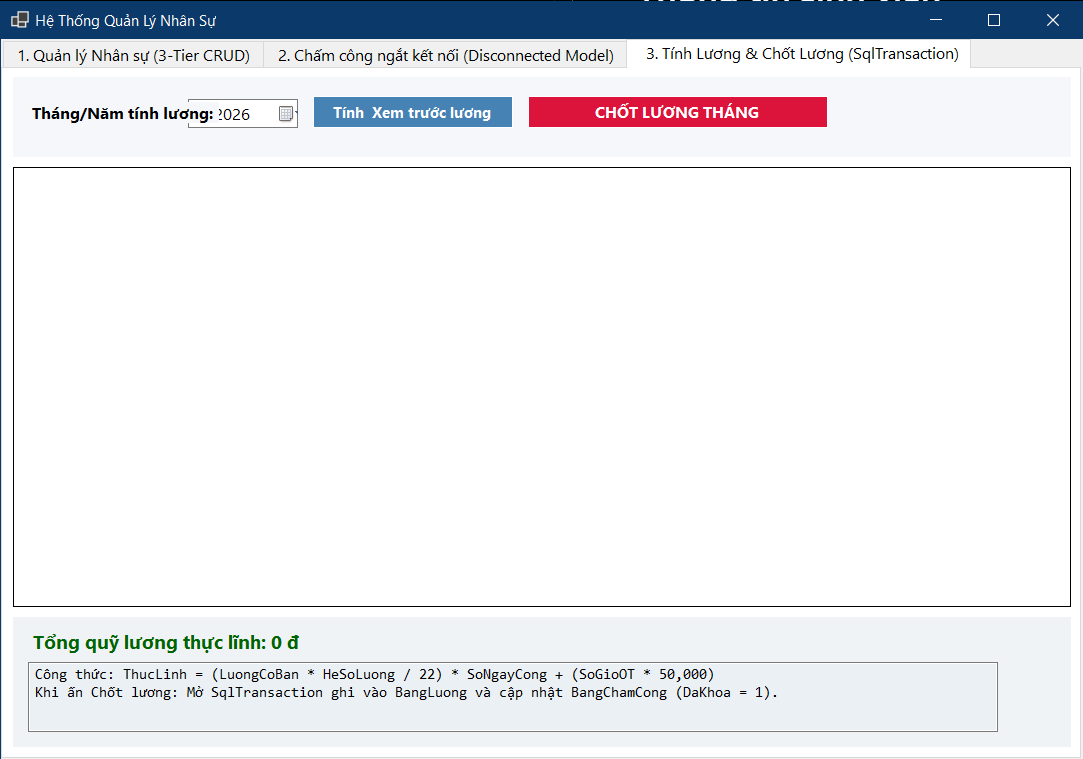 Hệ Thống Quản Lý Nhân Sự
1. Quản lý Nhân sự (3-Tier CRUD)
2. Chấm công ngắt kết nối (Disconnected Model)
3. Tính Lương & Chốt Lương (SqlTransaction)
Tháng/Năm tính lương:
2026
Tính  Xem trước lương
CHỐT LƯƠNG THÁNG
Tổng quỹ lương thực lĩnh: 0 đ
Công thức: ThucLinh = (LuongCoBan * HeSoLuong / 22) * SoNgayCong + (SoGioOT * 50,000)
Khi ấn Chốt lương: Mở SqlTransaction ghi vào BangLuong và cập nhật BangChamCong (DaKhoa = 1).